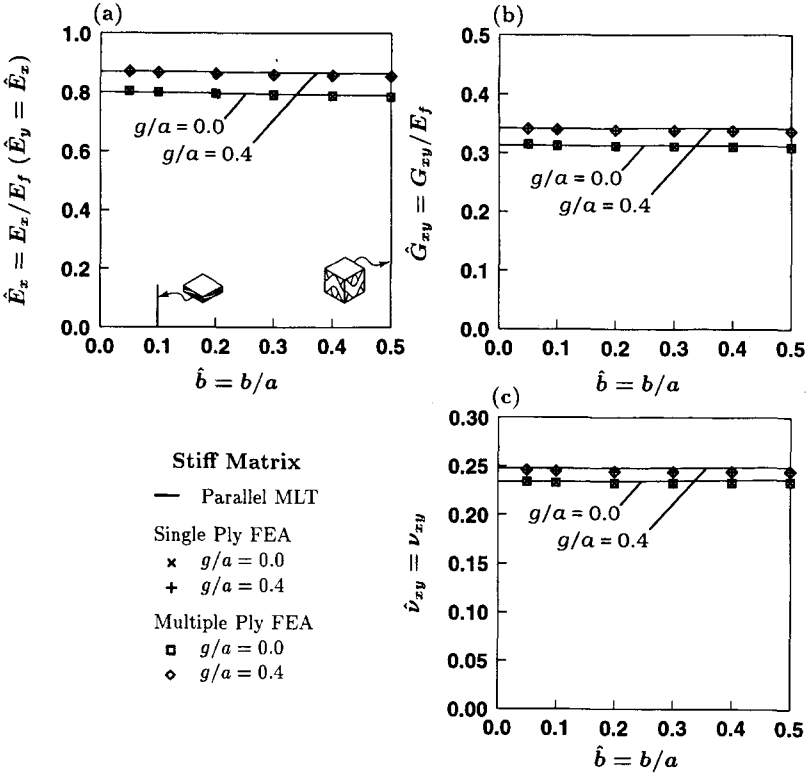 (a)
1.0
0.8
0.6
0.4
0.2
0.0
Ê_x = E_x/E_f (Ê_y = Ê_x)
g/a = 0.0
g/a = 0.4
0.0 0.1 0.2 0.3 0.4 0.5
b̂ = b/a
(b)
0.5
0.4
0.3
0.2
0.1
0.0
Ĝ_xy = G_xy/E_f
g/a = 0.0
g/a = 0.4
0.0 0.1 0.2 0.3 0.4 0.5
b̂ = b/a
Stiff Matrix
Parallel MLT
Single Ply FEA
× g/a = 0.0
+ g/a = 0.4
Multiple Ply FEA
g/a = 0.0
g/a = 0.4
(c)
0.30
0.25
0.20
0.15
0.10
0.05
0.00
ν̂_xy = ν_xy
g/a = 0.0
g/a = 0.4
0.0 0.1 0.2 0.3 0.4 0.5
b̂ = b/a